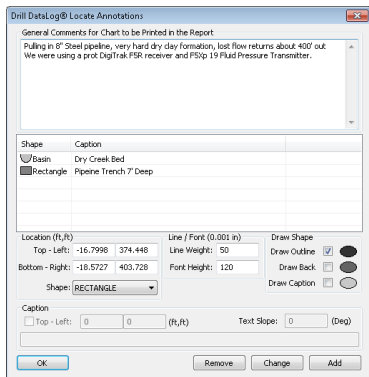 Drill DataLog® Locate Annotations
General Comments for Chart to be Printed in the Report
Pulling in 8" Steel pipeline, very hard dry clay formation, lost flow returns about 400' out
We were using a prot DigiTrak F5R receiver and F5Xp 19 Fluid Pressure Transmitter.
Shape Caption
Basin Dry Creek Bed
Rectangle Pipeine Trench 7' Deep
Location (ft,ft) Line / Font (0.001 in) Draw Shape
Top - Left: -16.7998 374.448 Line Weight: 50 Draw Outline
Bottom - Right: -18.5727 403.728 Font Height: 120 Draw Back
Shape: RECTANGLE Draw Caption
Caption
Top - Left: 0 0 (ft,ft) Text Slope: 0 (Deg)
OK Remove Change Add